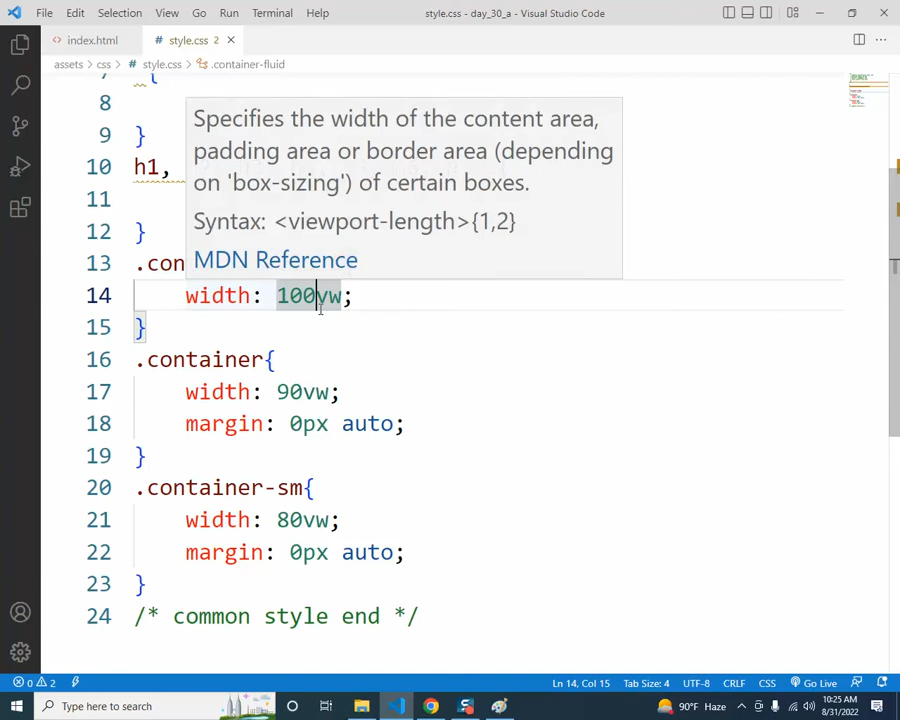 File Edit Selection View Go Run Terminal Help style.css - day_30_a - Visual Studio Code
<> index.html # style.css 2 ×
assets > css > # style.css > .container-fluid
{
8
9 }
10 h1,
11
12 }
Specifies the width of the content area,
padding area or border area (depending
on 'box-sizing') of certain boxes.
Syntax: <viewport-length>{1,2}
MDN Reference
13 .con
14 width: 100vw;
15 }
16 .container{
17 width: 90vw;
18 margin: 0px auto;
19 }
20 .container-sm{
21 width: 80vw;
22 margin: 0px auto;
23 }
24 /* common style end */
0 2 Ln 14, Col 15 Tab Size: 4 UTF-8 CRLF CSS Go Live
Type here to search 90°F Haze 10:25 AM
8/31/2022